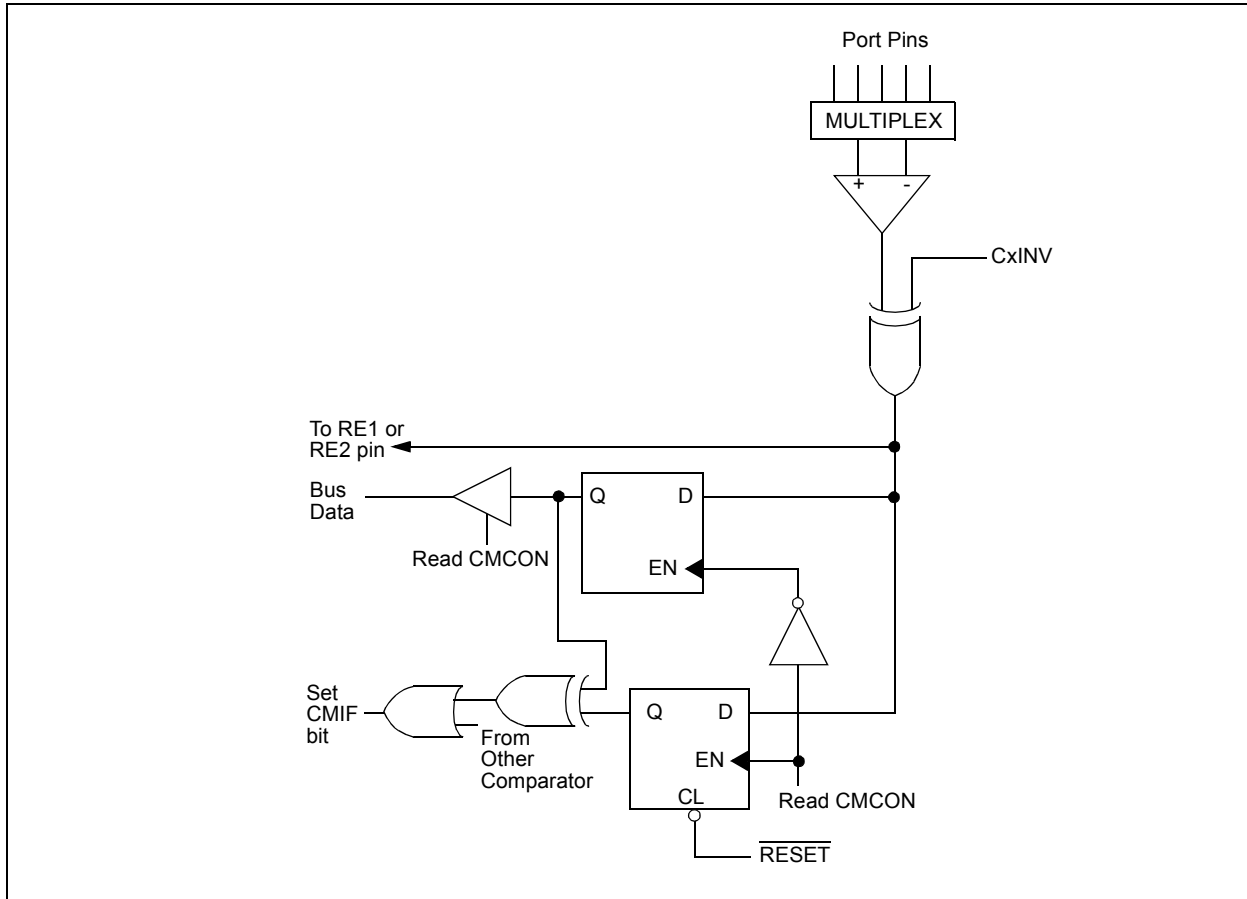 Port Pins
MULTIPLEX
+ -
CxINV
To RE1 or
RE2 pin
Bus
Data
Q D
EN
Read CMCON
Set
CMIF
bit
From
Other
Comparator
Q D
EN
CL
Read CMCON
RESET